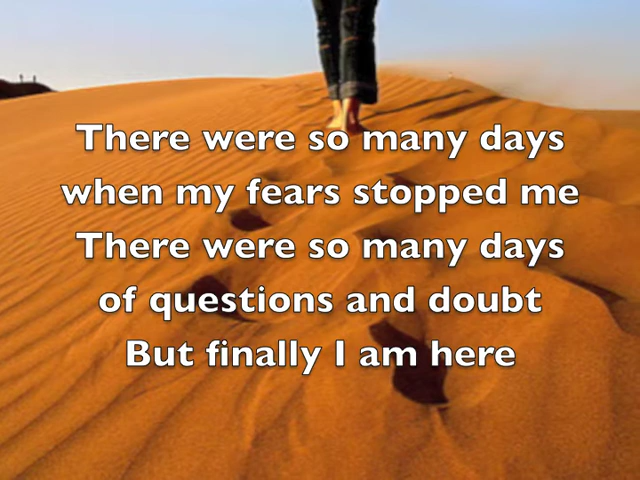 There were so many days
when my fears stopped me
There were so many days
of questions and doubt
But finally I am here